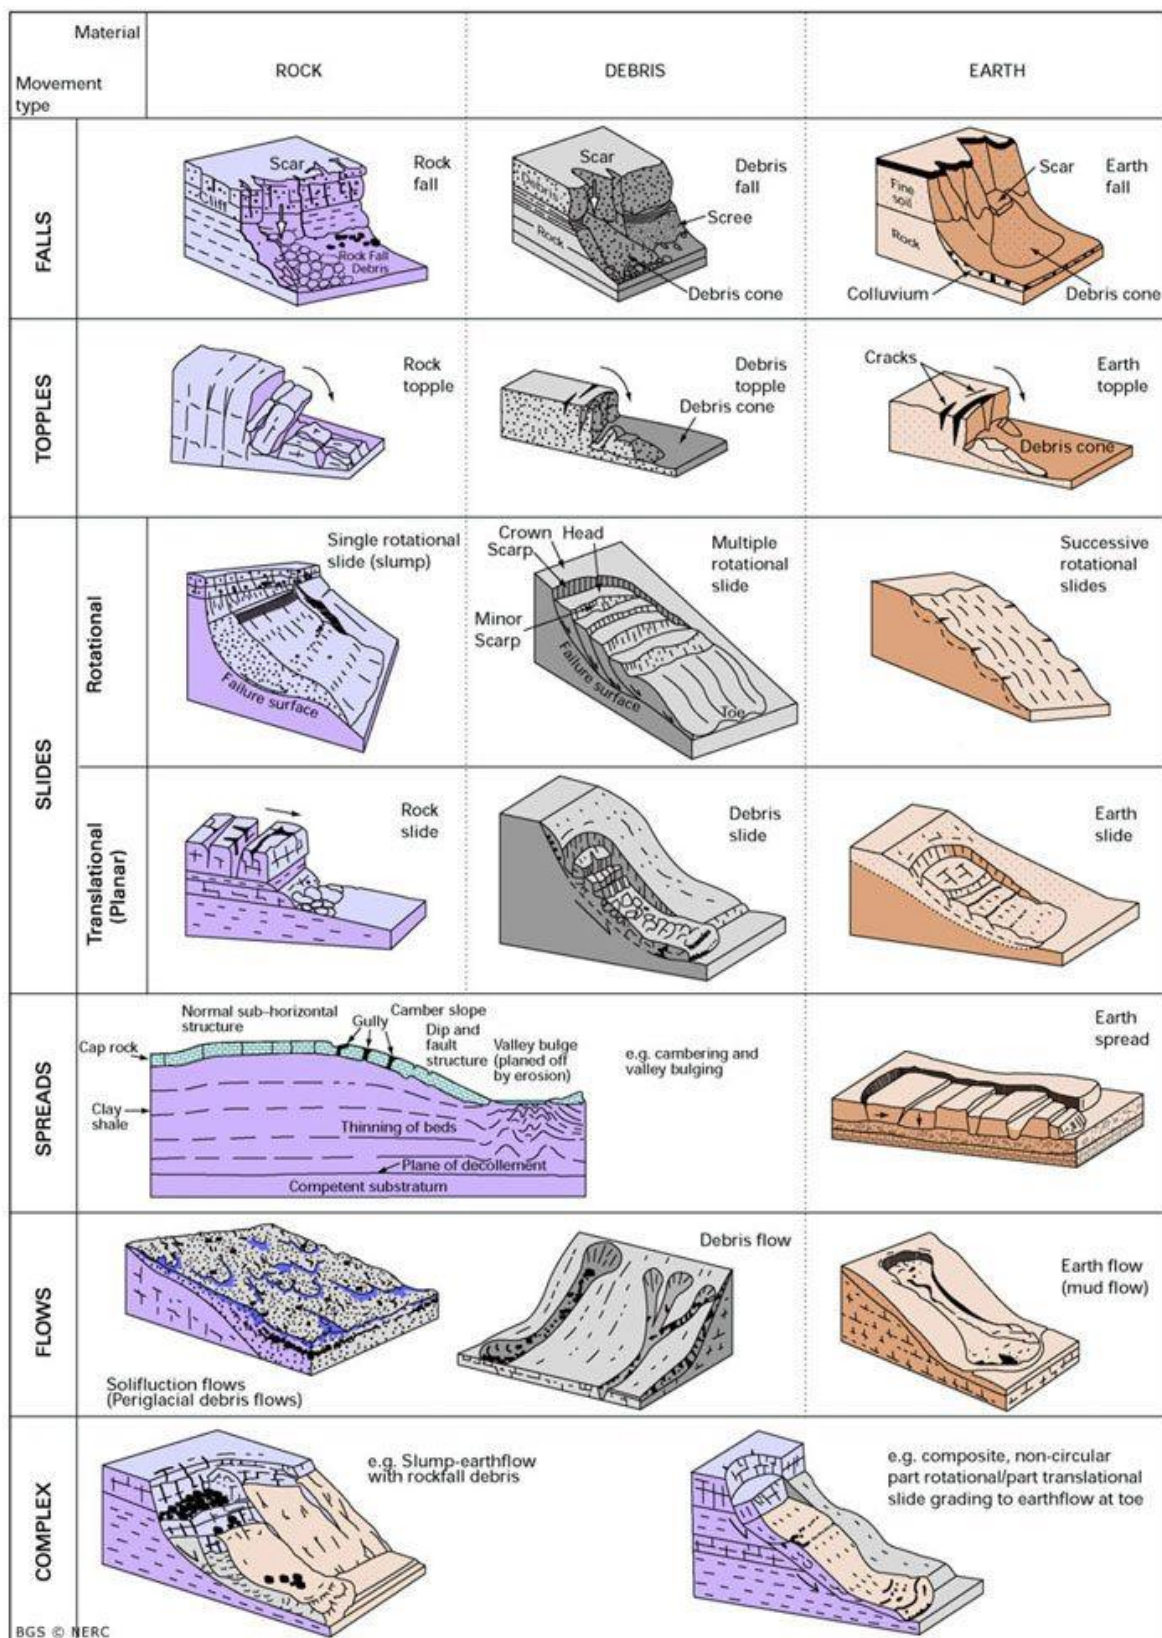 Material
Movement
type
ROCK
DEBRIS
EARTH
FALLS
Scar
Cliff
Rock Fall
Debris
Rock
fall
Scar
Debris
Rock
Debris
fall
Scree
Debris cone
Fine
soil
Rock
Colluvium
Scar
Earth
fall
Debris cone
TOPPLES
Rock
topple
Debris
topple
Debris cone
Cracks
Earth
topple
Debris cone
SLIDES
Rotational
Single rotational
slide (slump)
Failure surface
Crown
Scarp
Head
Minor
Scarp
Failure surface
Toe
Multiple
rotational
slide
Successive
rotational
slides
Translational
(Planar)
Rock
slide
Debris
slide
Earth
slide
SPREADS
Normal sub-horizontal
structure
Cap rock
Gully
Camber slope
Dip and
fault
structure
Valley bulge
(planed off
by erosion)
Clay
shale
Thinning of beds
Plane of decollement
Competent substratum
e.g. cambering and
valley bulging
Earth
spread
FLOWS
Solifluction flows
(Periglacial debris flows)
Debris flow
Earth flow
(mud flow)
COMPLEX
e.g. Slump-earthflow
with rockfall debris
e.g. composite, non-circular
part rotational/part translational
slide grading to earthflow at toe
BGS © NERC